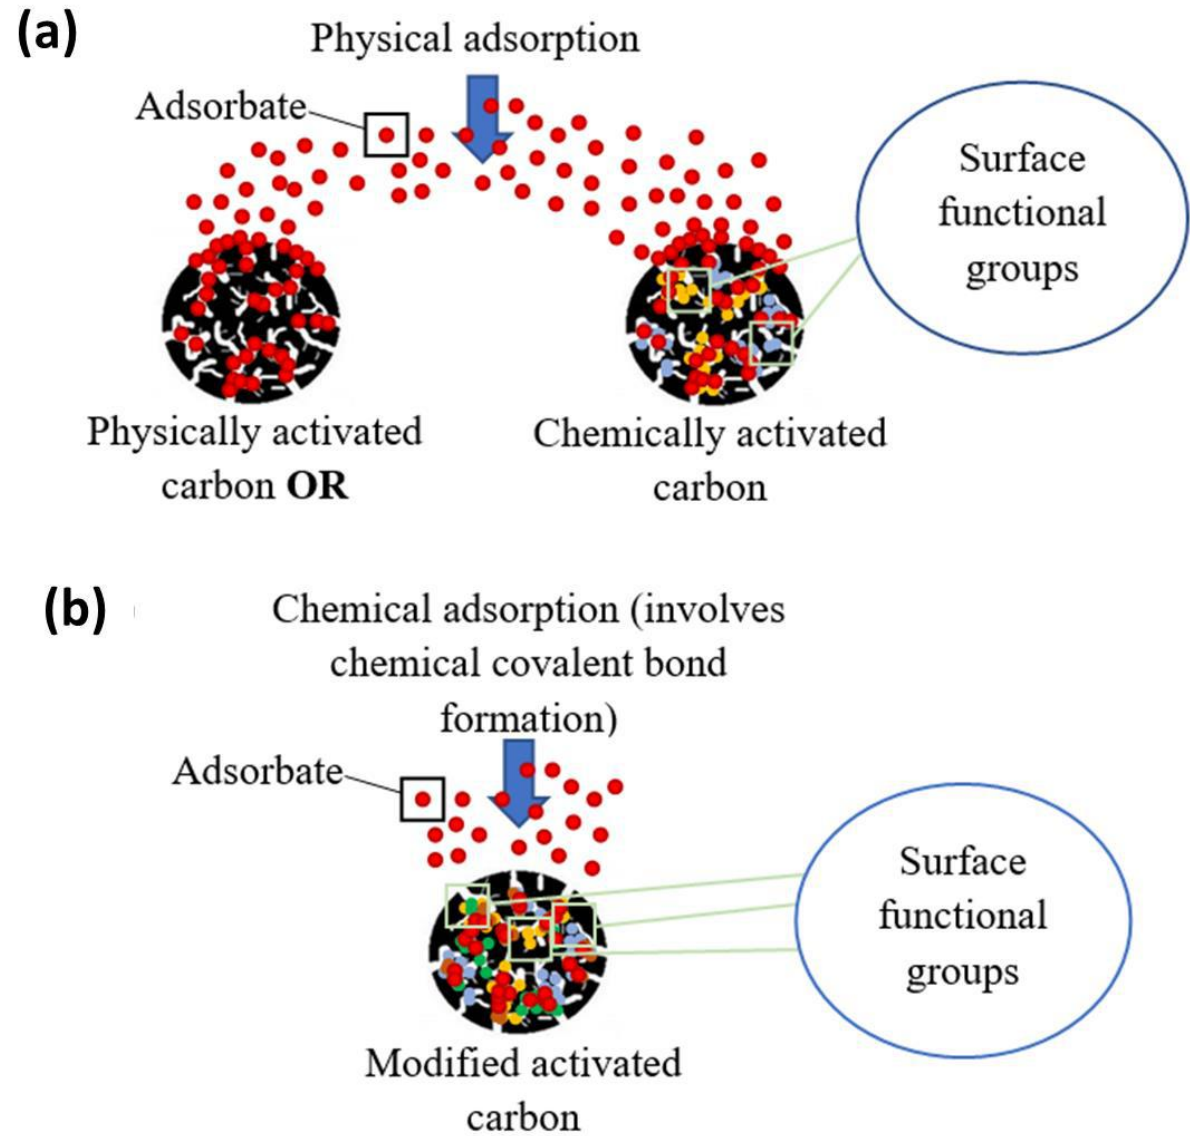 (a)
Physical adsorption
Adsorbate
Surface
functional
groups
Physically activated
carbon OR
Chemically activated
carbon
(b)
Chemical adsorption (involves
chemical covalent bond
formation)
Adsorbate
Surface
functional
groups
Modified activated
carbon